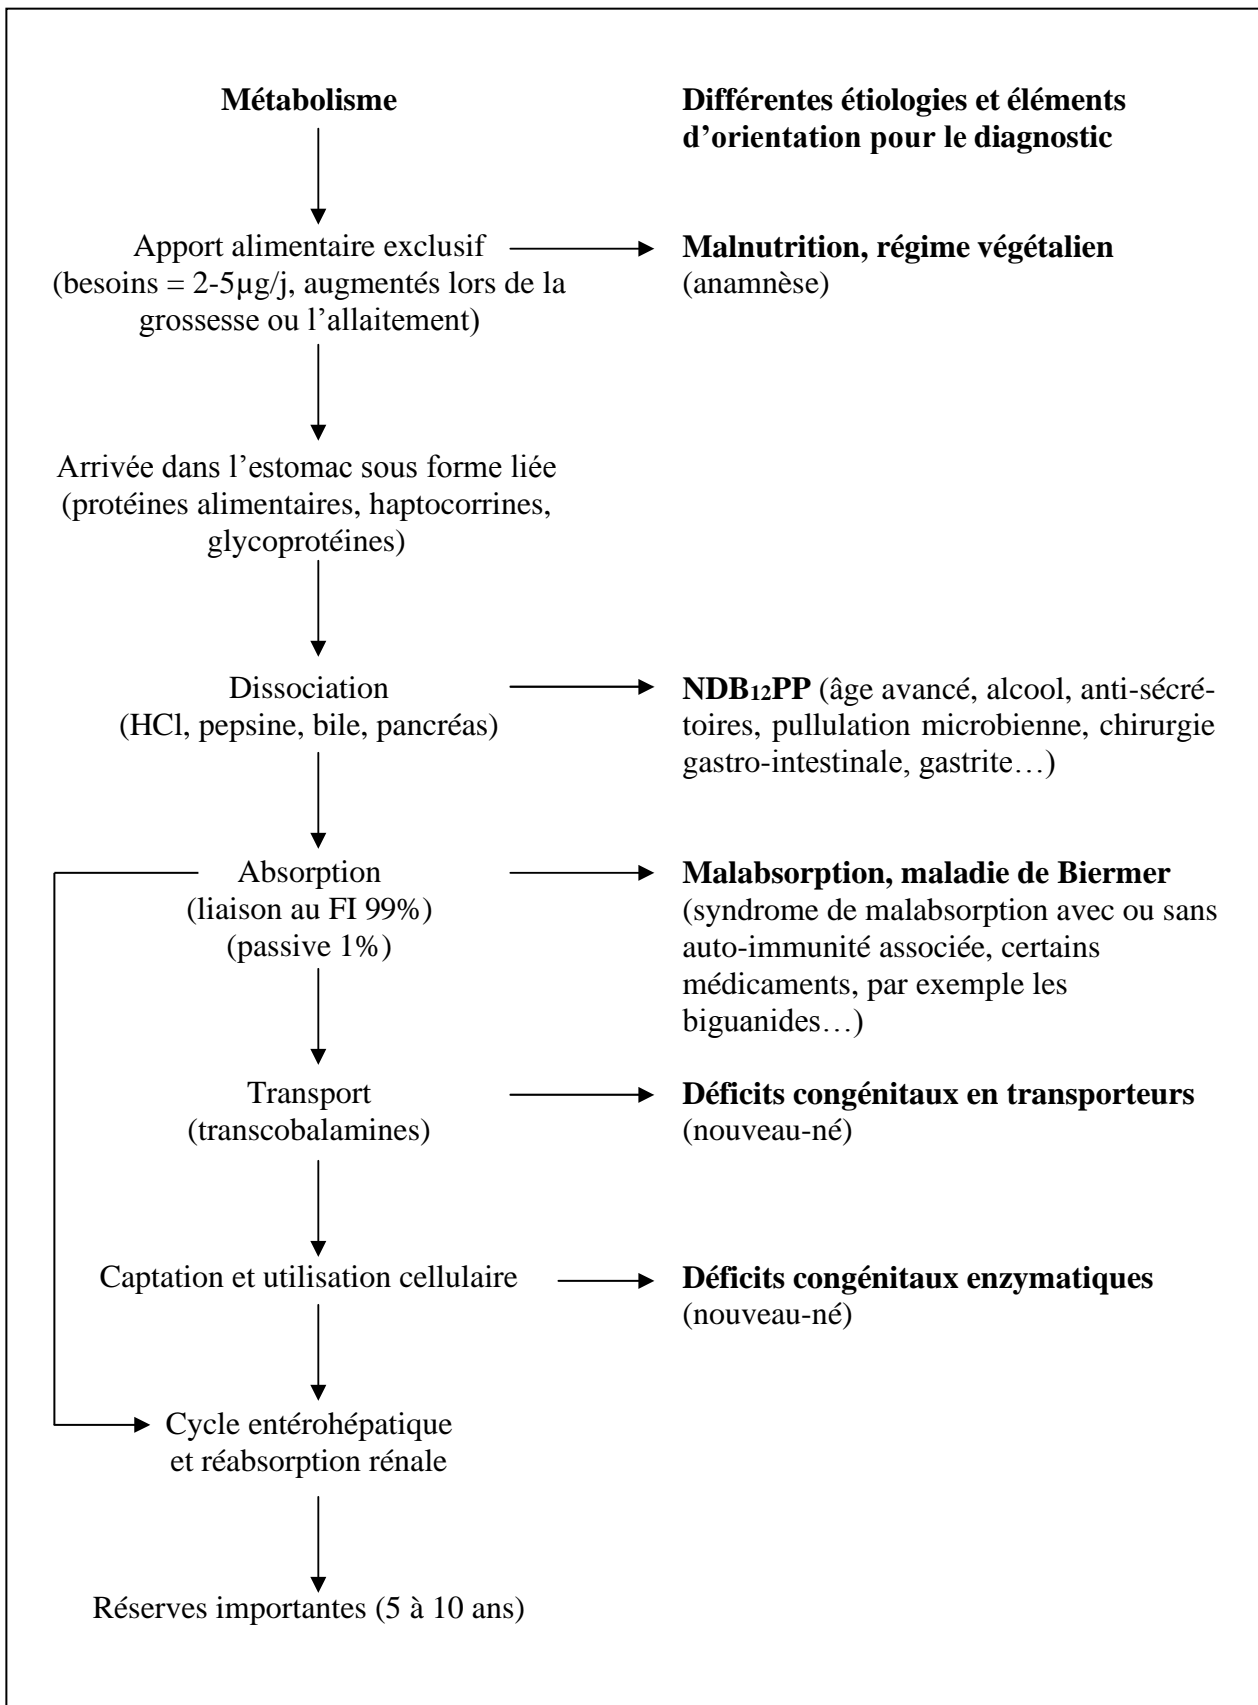 Métabolisme
Différentes étiologies et éléments
d’orientation pour le diagnostic
Apport alimentaire exclusif
(besoins = 2-5µg/j, augmentés lors de la
grossesse ou l’allaitement)
Malnutrition, régime végétalien
(anamnèse)
Arrivée dans l’estomac sous forme liée
(protéines alimentaires, haptocorrines,
glycoprotéines)
Dissociation
(HCl, pepsine, bile, pancréas)
NDB12PP (âge avancé, alcool, anti-sécré-
toires, pullulation microbienne, chirurgie
gastro-intestinale, gastrite…)
Absorption
(liaison au FI 99%)
(passive 1%)
Malabsorption, maladie de Biermer
(syndrome de malabsorption avec ou sans
auto-immunité associée, certains
médicaments, par exemple les
biguanides…)
Transport
(transcobalamines)
Déficits congénitaux en transporteurs
(nouveau-né)
Captation et utilisation cellulaire
Déficits congénitaux enzymatiques
(nouveau-né)
Cycle entérohépatique
et réabsorption rénale
Réserves importantes (5 à 10 ans)